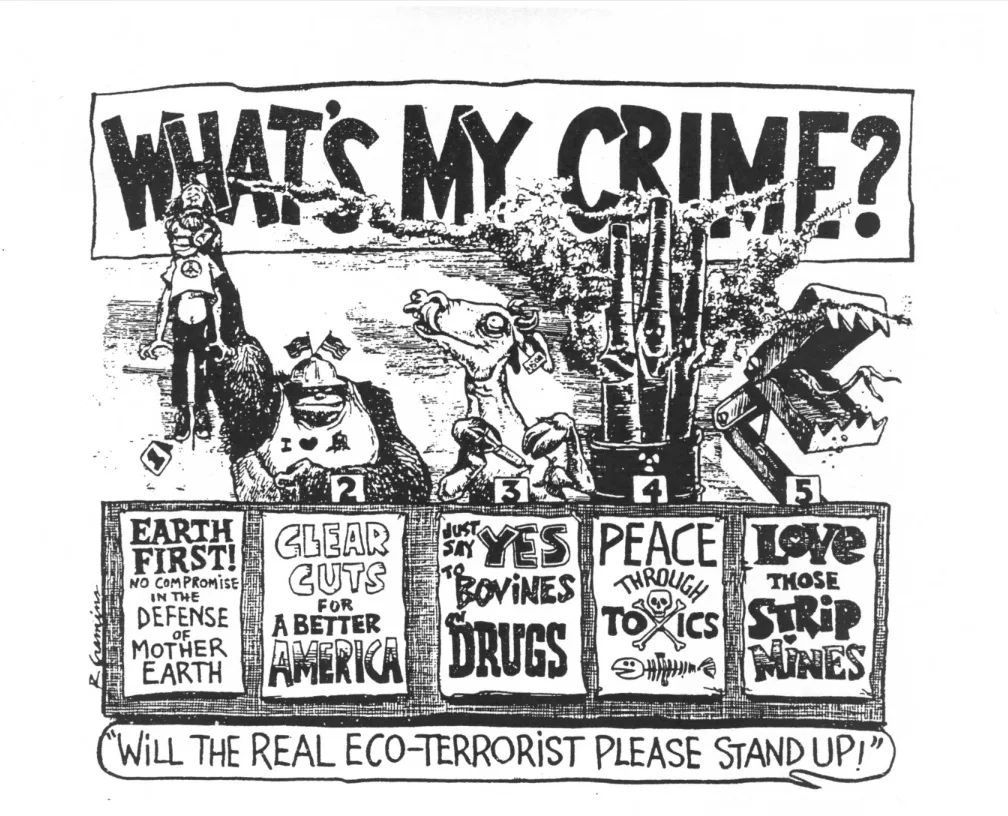 WHAT'S MY CRIME?
I ♥
1
2
3
4
5
EARTH
FIRST!
NO COMPROMISE
IN THE
DEFENSE
OF
MOTHER
EARTH
CLEAR
CUTS
FOR
A BETTER
AMERICA
JUST
SAY YES
TO
BOVINES
ON
DRUGS
PEACE
THROUGH
TOXICS
LOVE
THOSE
STRIP
MINES
"WILL THE REAL ECO-TERRORIST PLEASE STAND UP!"